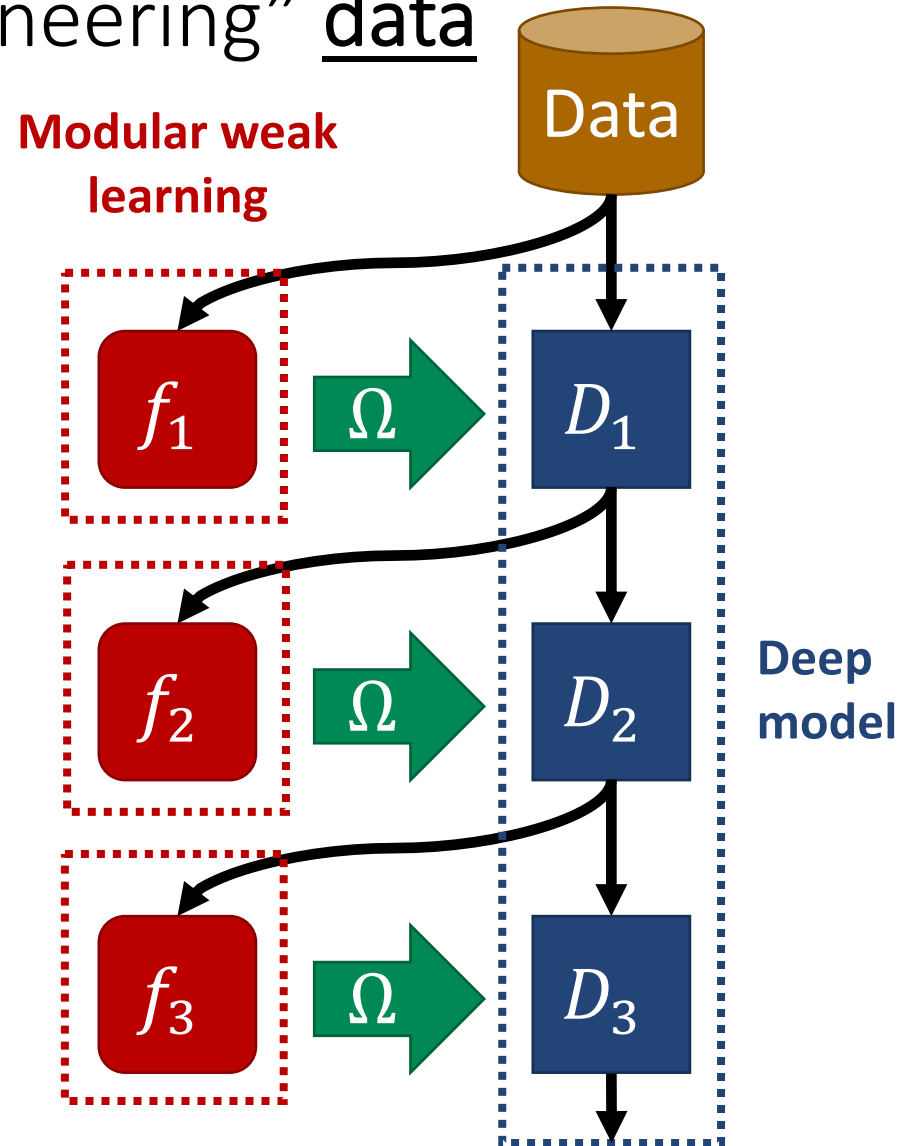 neering” data
Data
Modular weak
learning
f1
Ω
D1
f2
Ω
D2
Deep
model
f3
Ω
D3